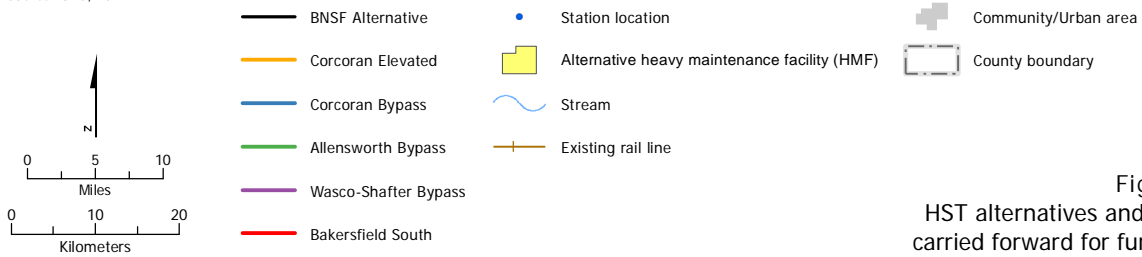 BNSF Alternative
Corcoran Elevated
Corcoran Bypass
Allensworth Bypass
Wasco-Shafter Bypass
Bakersfield South
Station location
Alternative heavy maintenance facility (HMF)
Stream
Existing rail line
Community/Urban area
County boundary
N
0 5 10
Miles
0 10 20
Kilometers
Fig
HST alternatives and
carried forward for fur